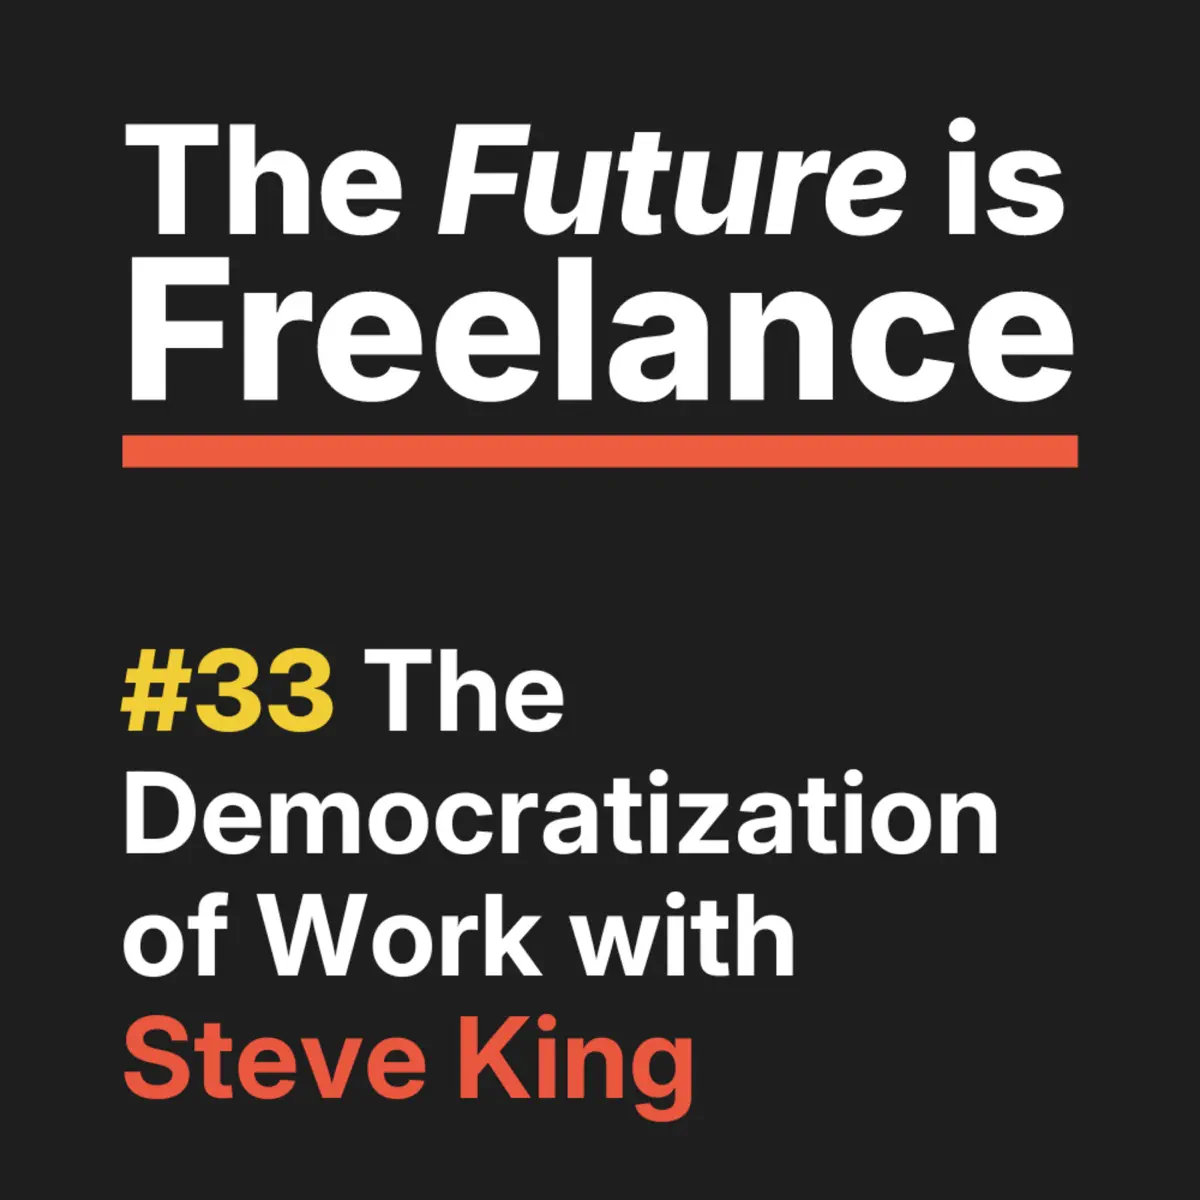 The Future is
Freelance
#33 The
Democratization
of Work with
Steve King